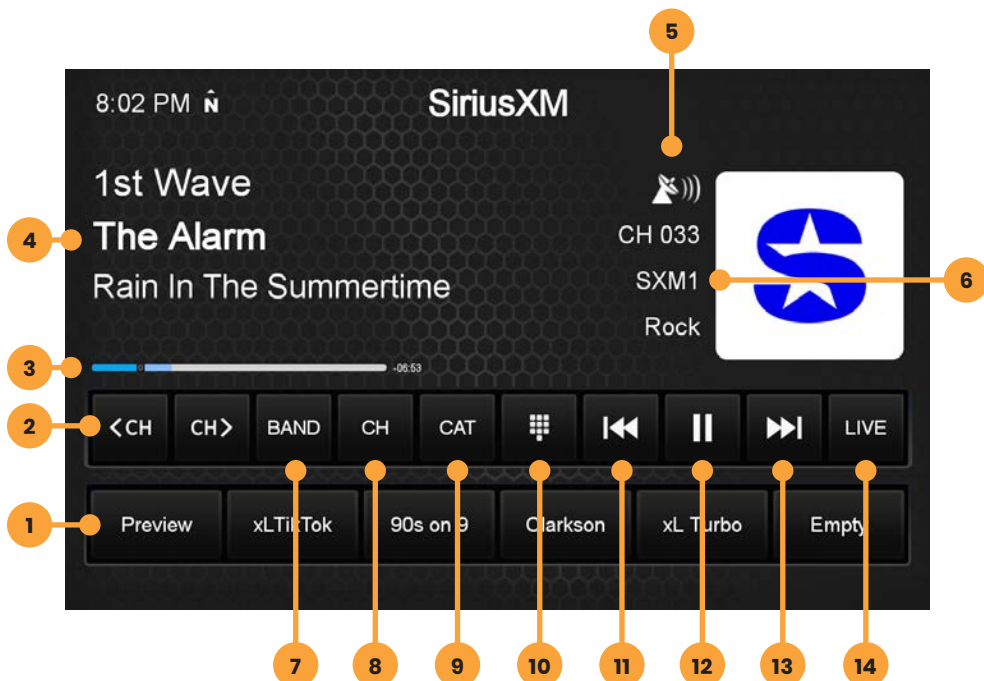 5
8:02 PM N SiriusXM
1st Wave
4 The Alarm CH 033
Rain In The Summertime SXM1 6
Rock
3 -06:53
2 <CH CH> BAND CH CAT LIVE
1 Preview xLTikTok 90s on 9 Clarkson xL Turbo Empty
7 8 9 10 11 12 13 14